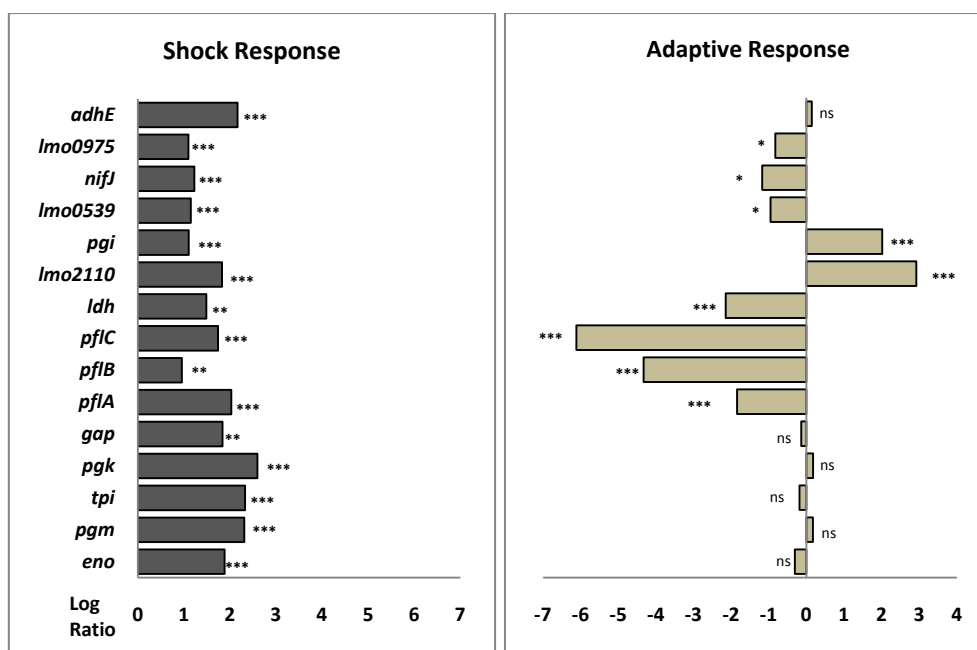 Shock Response
adhE ***
lmo0975 ***
nifJ ***
lmo0539 ***
pgi ***
lmo2110 ***
ldh **
pflC ***
pflB **
pflA ***
gap **
pgk ***
tpi ***
pgm ***
eno ***
Log
Ratio
0 1 2 3 4 5 6 7
Adaptive Response
ns
*
*
*
***
***
***
***
***
***
ns
ns
ns
ns
ns
-7 -6 -5 -4 -3 -2 -1 0 1 2 3 4